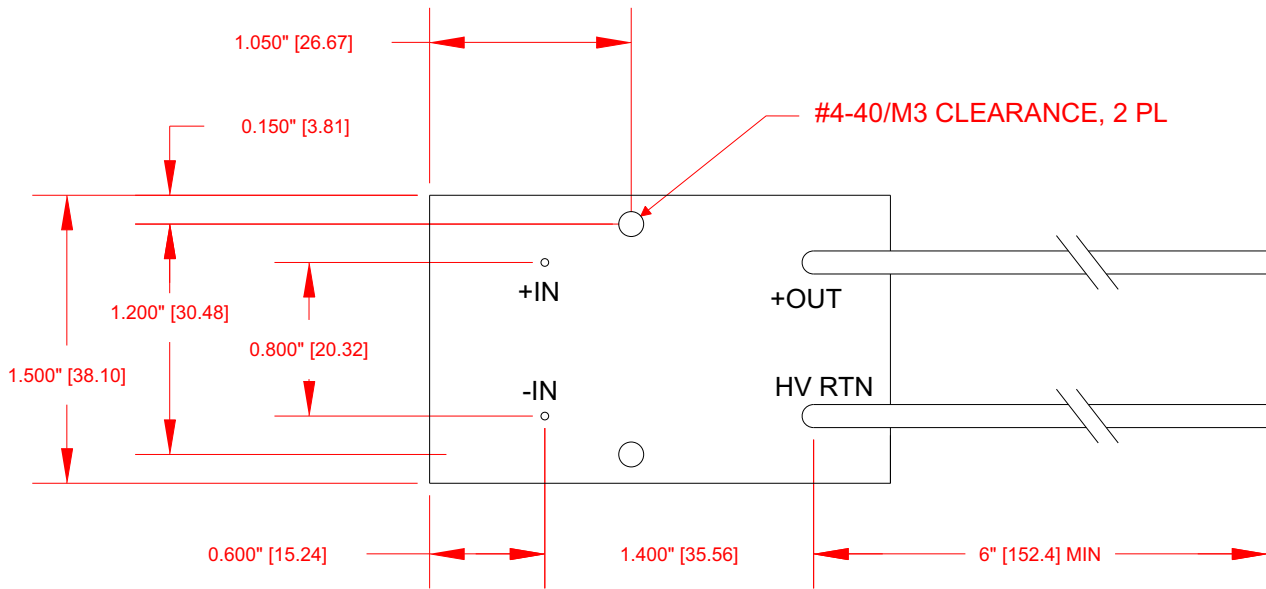 1.050" [26.67]
#4-40/M3 CLEARANCE, 2 PL
0.150" [3.81]
+IN
+OUT
1.200" [30.48]
0.800" [20.32]
1.500" [38.10]
-IN
HV RTN
0.600" [15.24]
1.400" [35.56]
6" [152.4] MIN